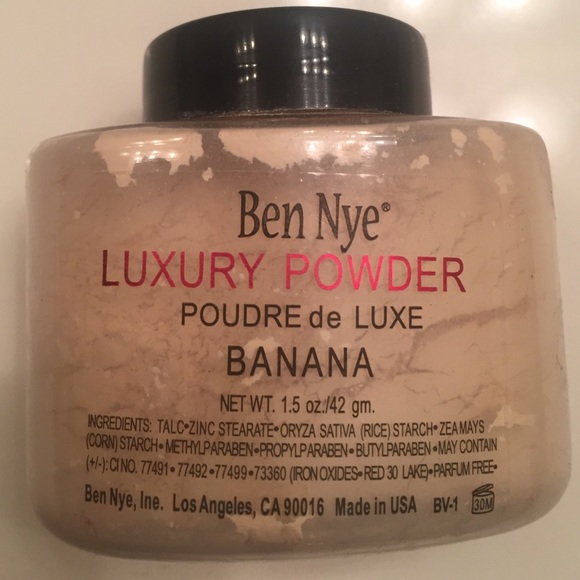 Ben Nye®
LUXURY POWDER
POUDRE de LUXE
BANANA
NET WT. 1.5 oz./42 gm.
INGREDIENTS: TALC•ZINC STEARATE•ORYZA SATIVA (RICE) STARCH•ZEA MAYS
(CORN) STARCH•METHYLPARABEN•PROPYLPARABEN•BUTYLPARABEN•MAY CONTAIN
(+/-): CI NO. 77491•77492•77499•73360 (IRON OXIDES•RED 30 LAKE)•PARFUM FREE•
Ben Nye, Inc. Los Angeles, CA 90016 Made in USA BV-1 30M